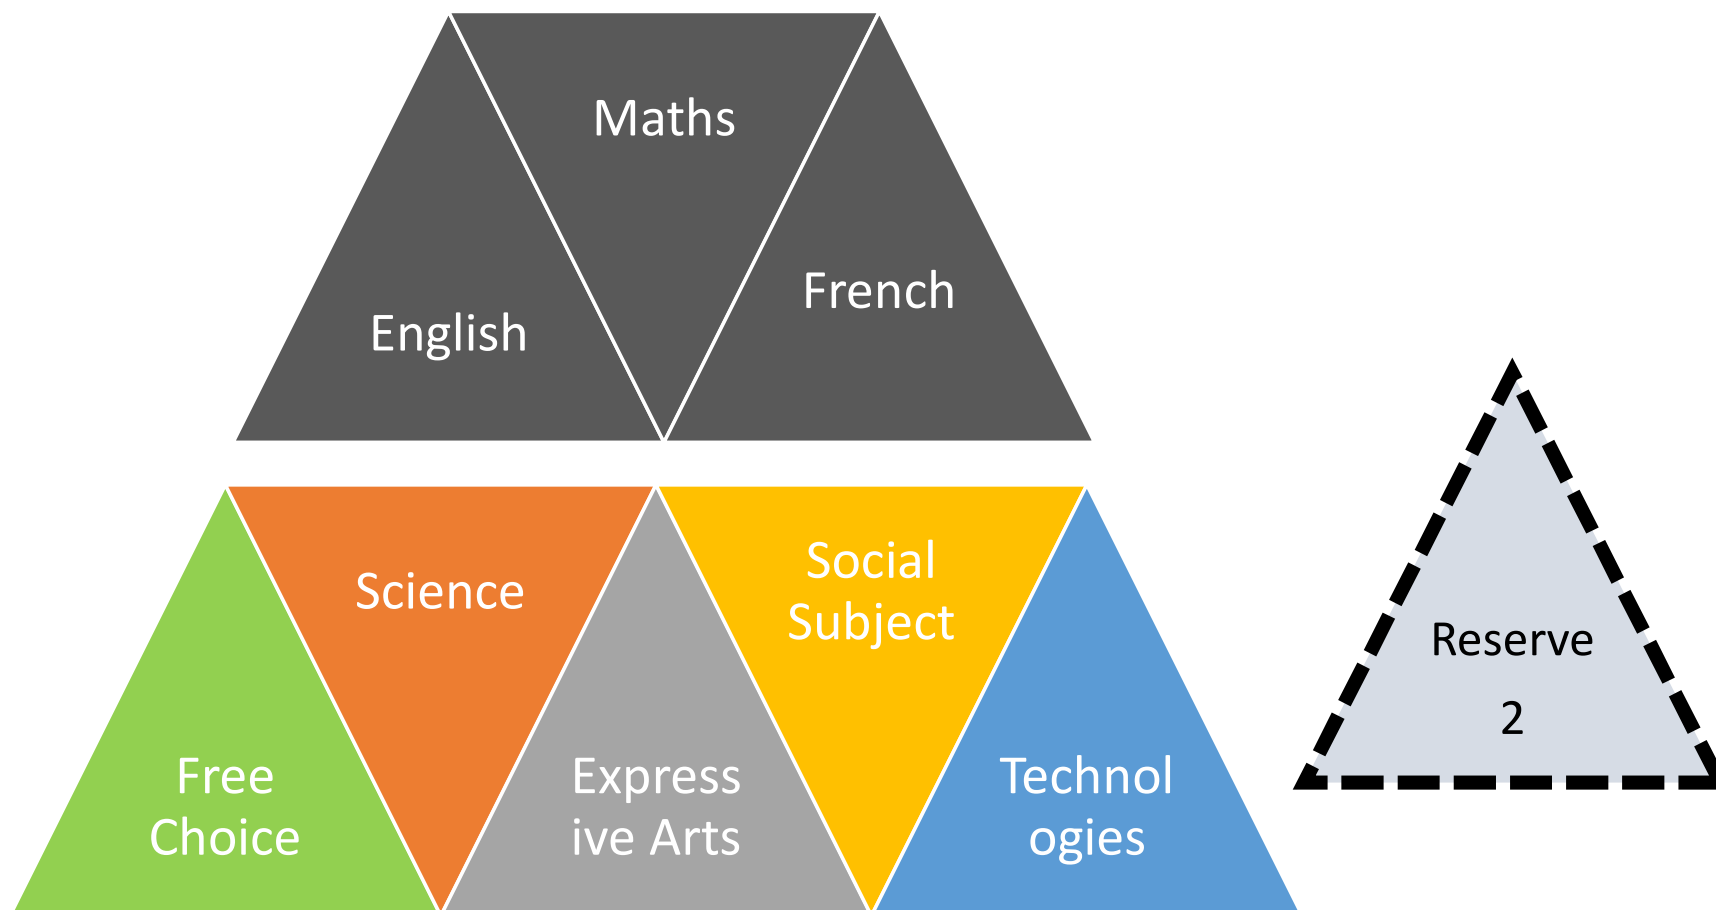 Maths
English
French
Science
Social
Subject
Free
Choice
Express
ive Arts
Technol
ogies
Reserve
2